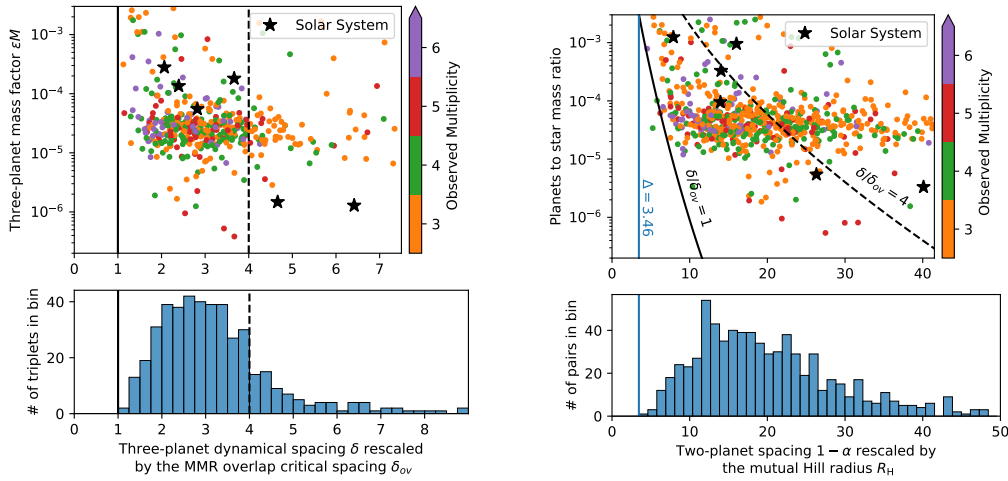 Three-planet mass factor εM
10⁻³
10⁻⁴
10⁻⁵
10⁻⁶
Solar System
0 1 2 3 4 5 6 7
6
5
4
3
Observed Multiplicity
# of triplets in bin
40
20
0
0 1 2 3 4 5 6 7 8
Three-planet dynamical spacing δ rescaled
by the MMR overlap critical spacing δov
Planets to star mass ratio
10⁻³
10⁻⁴
10⁻⁵
10⁻⁶
Solar System
Δ = 3.46
δ/δov = 1
δ/δov = 4
0 10 20 30 40
6
5
4
3
Observed Multiplicity
# of pairs in bin
40
20
0
0 10 20 30 40 50
Two-planet spacing 1 − α rescaled by
the mutual Hill radius RH